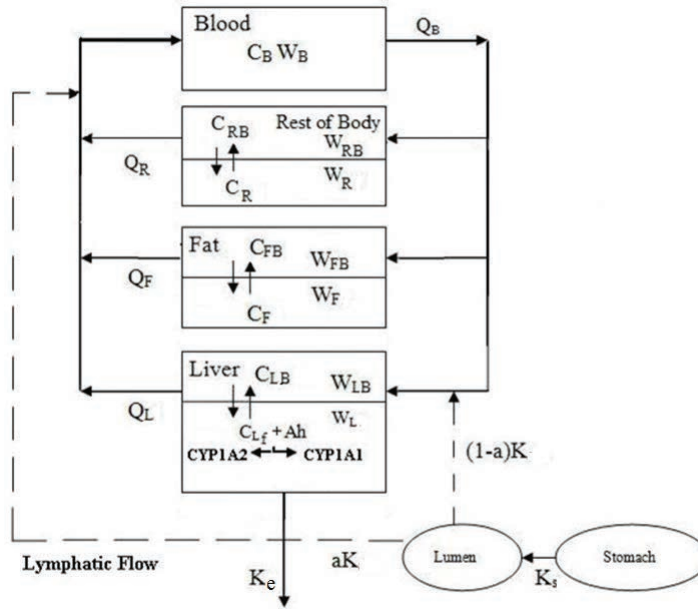 Blood
Q_B
C_B W_B
C_RB
Rest of Body
W_RB
Q_R
W_R
C_R
Fat
C_FB
W_FB
Q_F
W_F
C_F
Liver
C_LB
W_LB
Q_L
W_L
C_Lf + Ah
CYP1A2
CYP1A1
(1-a)K
Lumen
Stomach
Lymphatic Flow
aK
K_e
K_s